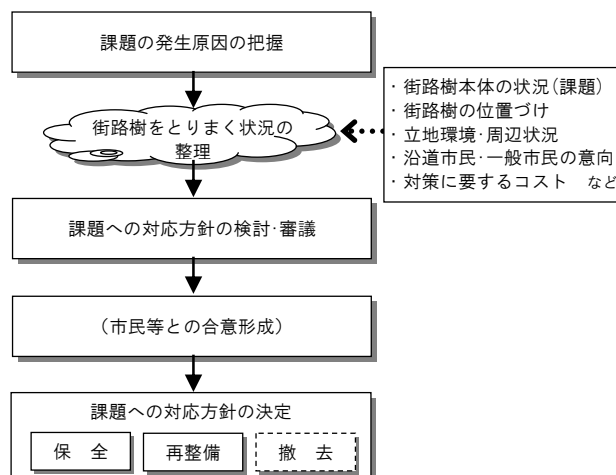 課題の発生原因の把握
街路樹をとりまく状況の
整理
・街路樹本体の状況(課題)
・街路樹の位置づけ
・立地環境・周辺状況
・沿道市民・一般市民の意向
・対策に要するコスト　など
課題への対応方針の検討・審議
(市民等との合意形成)
課題への対応方針の決定
保　全
再整備
撤　去